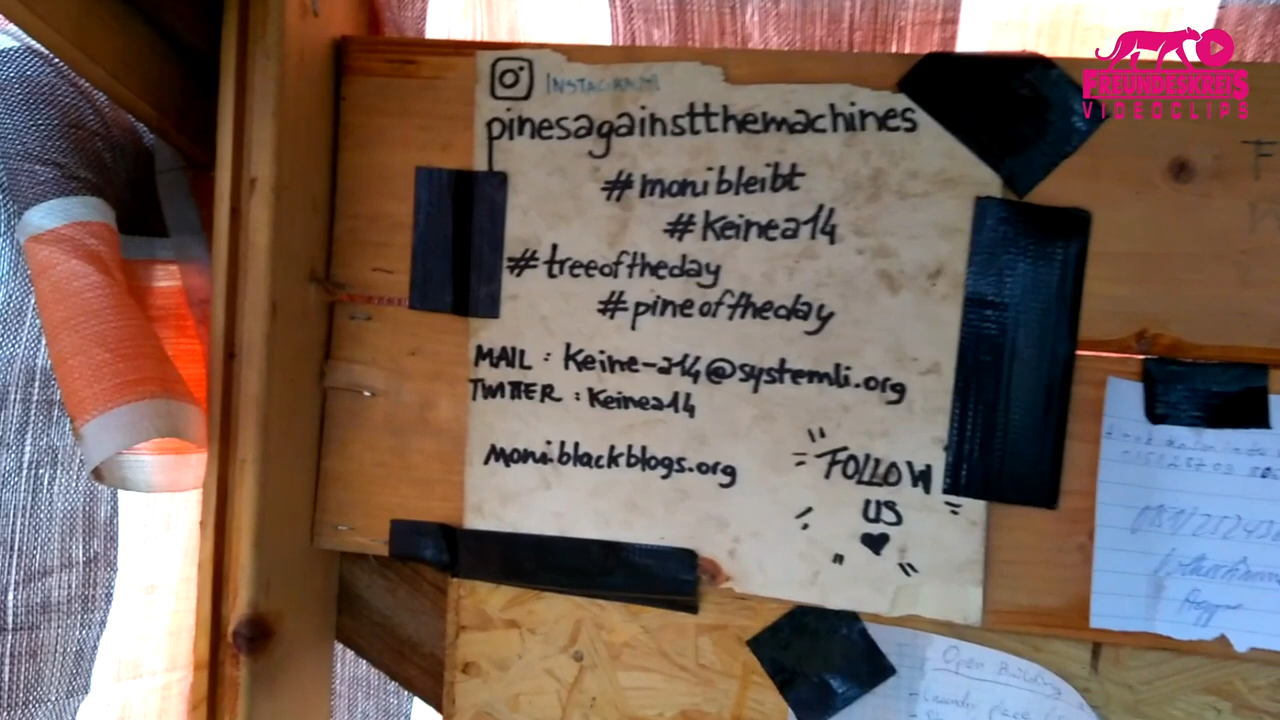 FREUNDESKREIS
VIDEOCLIPS
INSTAGRAM
pinesagainstthemachines
#monibleibt
#Keinea14
#treeoftheday
#pineoftheday
MAIL : Keine-a14@systemli.org
TWITTER : Keinea14
moni.blackblogs.org
FOLLOW
US
Open Building